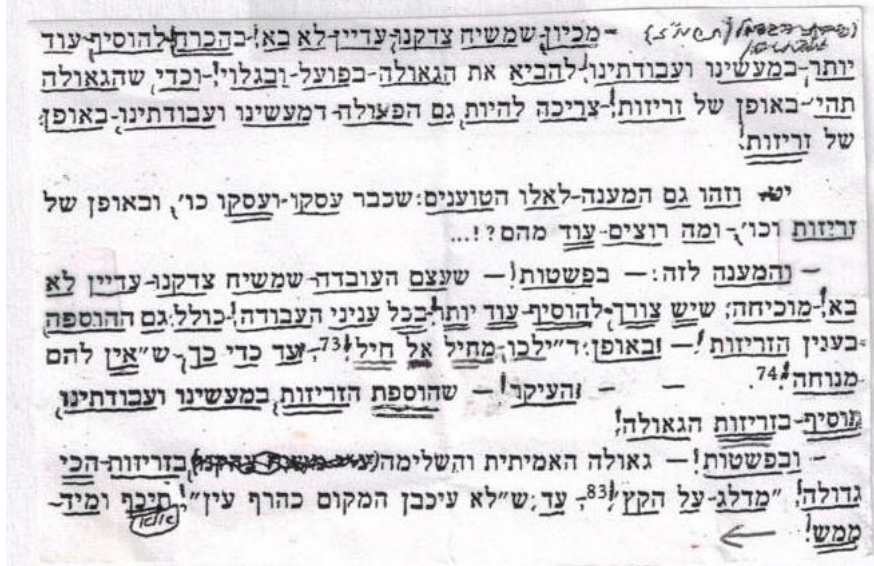 – מכיון, שמשיח צדקנו, עדיין-לא בא! בהכרח! להוסיף-עוד
יותר-במעשינו ועבודתינו! להביא את הגאולה-בפועל-ובגלוי! וכדי שהגאולה
תהי' באופן של זריזות! צריכה להיות, גם הפעולה-דמעשינו ועבודתינו, באופן
של זריזות!
יט. וזהו גם המענה-לאלו הטוענים: שכבר עסקו-ועסקו כו', ובאופן של
זריזות וכו', ומה רוצים-עוד מהם?!...
– והמענה לזה: – בפשטות! – שעצם העובדה-שמשיח צדקנו-עדיין לא
בא! מוכיחה; שיש צורך-להוסיף-עוד יותר! בכל עניני העבודה! כולל: גם ההוספה
בענין הזריזות! – ובאופן: ד"ילכו-מחיל אל חיל!73, עד כדי כך, ש"אין להם
מנוחה!74. – – והעיקר! – שהוספת הזריזות, במעשינו ועבודתינו,
תוסיף-בזריזות הגאולה!
– ובפשטות! – גאולה האמיתית והשלימה בזריזות-הכי
גדולה! "מדלג-על הקץ!83, עד; ש"לא עיכבן המקום כהרף עין"! תיכף ומיד
ממש!